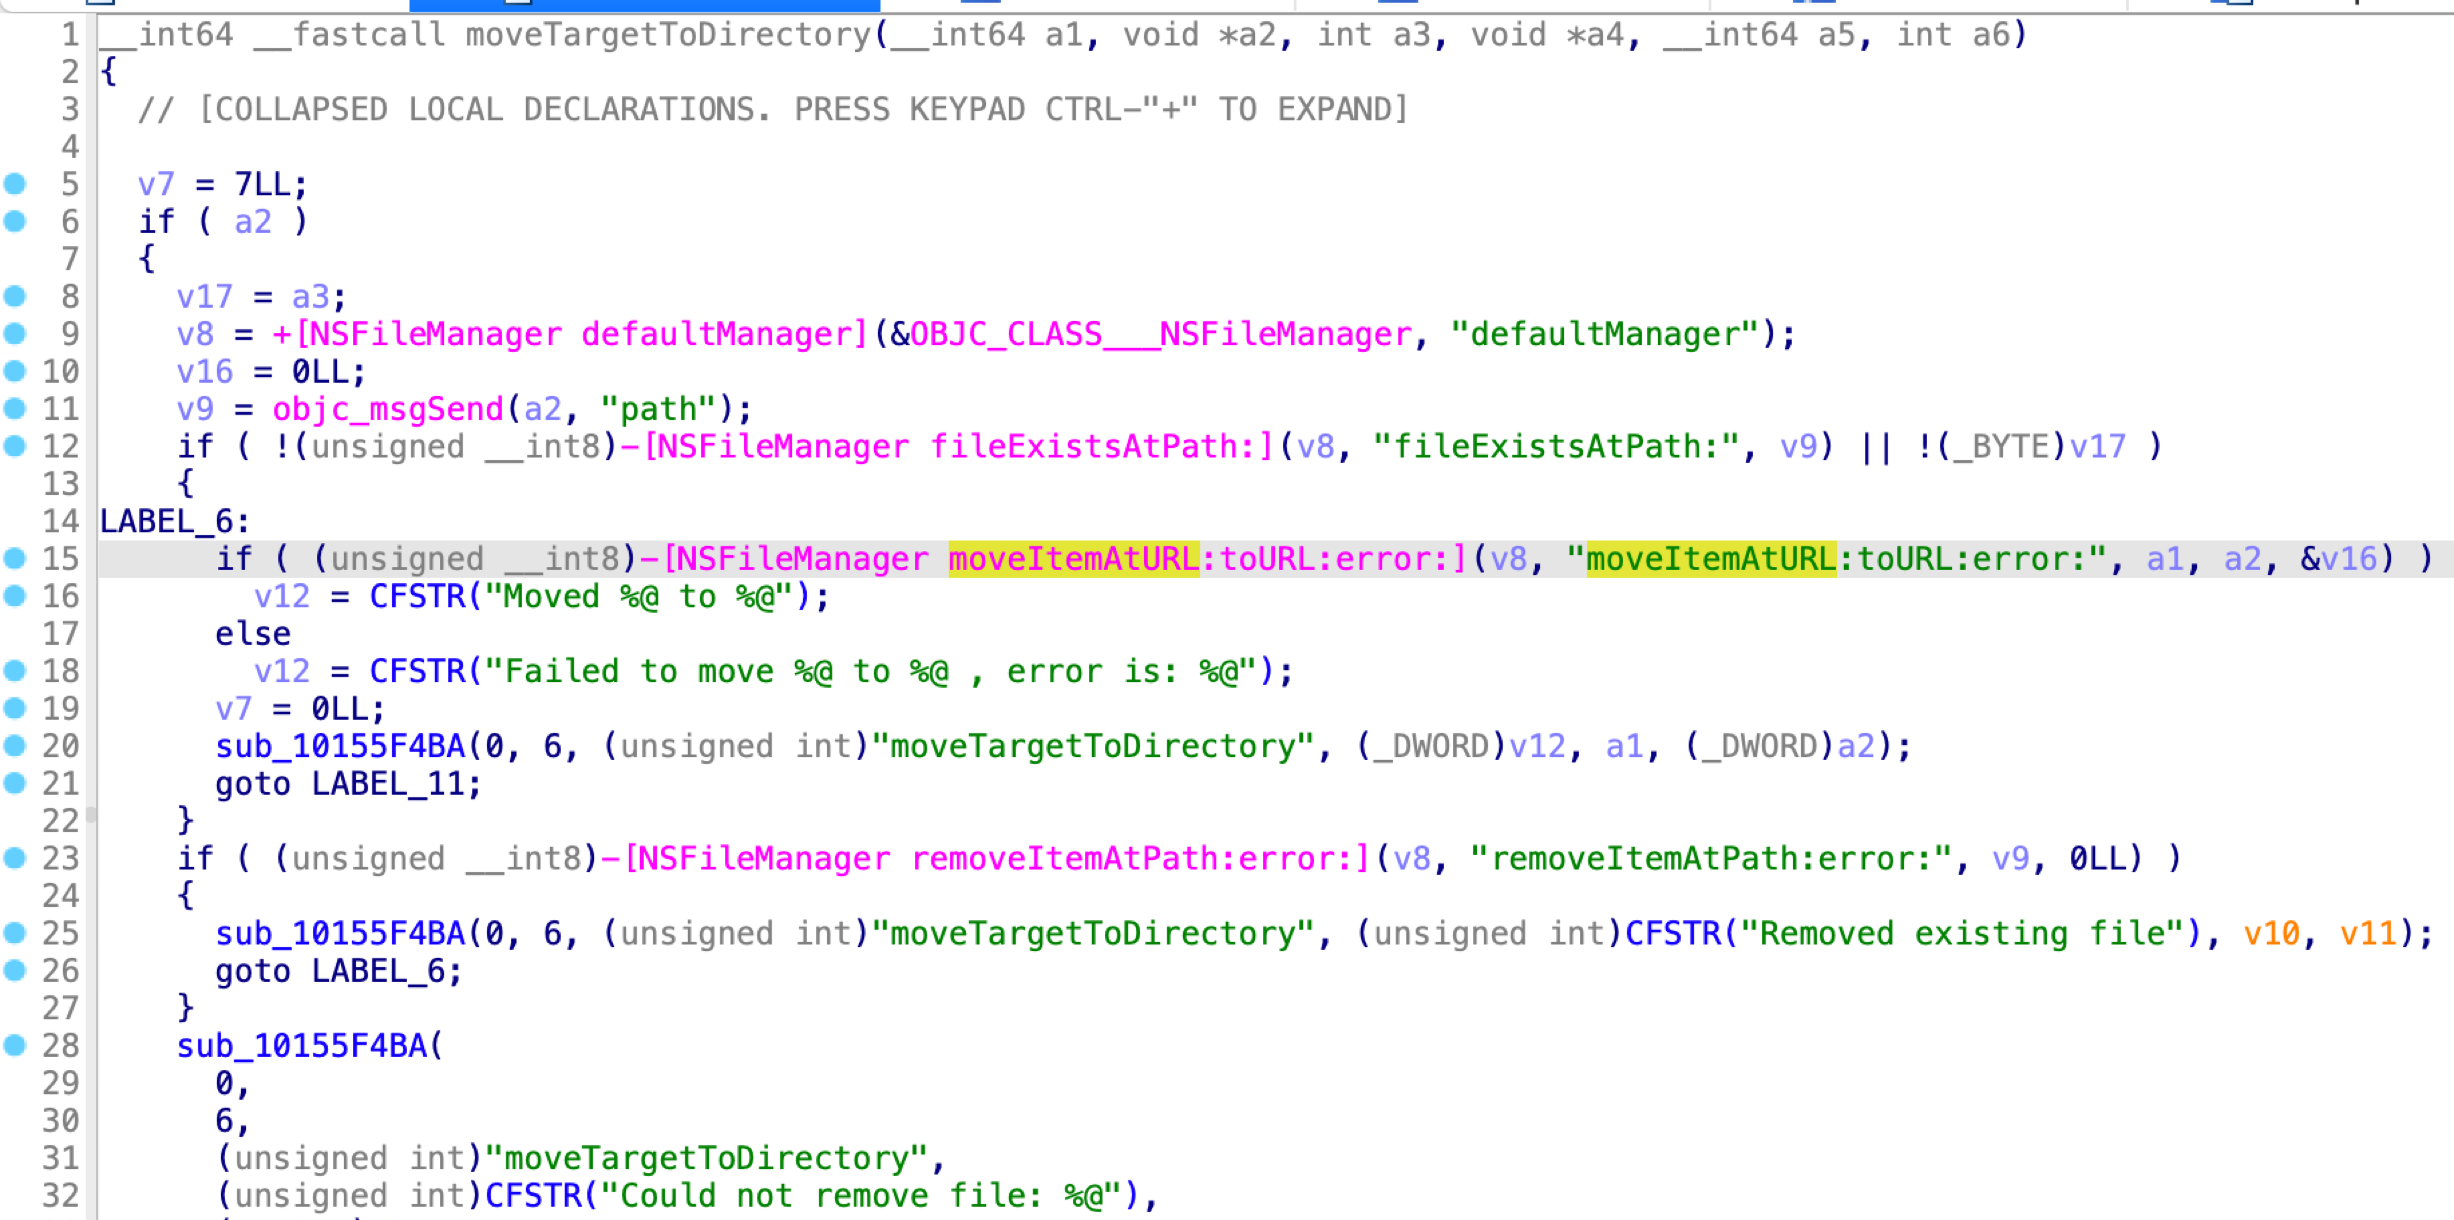 1 __int64 __fastcall moveTargetToDirectory(__int64 a1, void *a2, int a3, void *a4, __int64 a5, int a6)
2 {
3 // [COLLAPSED LOCAL DECLARATIONS. PRESS KEYPAD CTRL-"+" TO EXPAND]
4
5 v7 = 7LL;
6 if ( a2 )
7 {
8 v17 = a3;
9 v8 = +[NSFileManager defaultManager](&OBJC_CLASS___NSFileManager, "defaultManager");
10 v16 = 0LL;
11 v9 = objc_msgSend(a2, "path");
12 if ( !(unsigned __int8)-[NSFileManager fileExistsAtPath:](v8, "fileExistsAtPath:", v9) || !(_BYTE)v17 )
13 {
14 LABEL_6:
15 if ( (unsigned __int8)-[NSFileManager moveItemAtURL:toURL:error:](v8, "moveItemAtURL:toURL:error:", a1, a2, &v16) )
16 v12 = CFSTR("Moved %@ to %@");
17 else
18 v12 = CFSTR("Failed to move %@ to %@ , error is: %@");
19 v7 = 0LL;
20 sub_10155F4BA(0, 6, (unsigned int)"moveTargetToDirectory", (_DWORD)v12, a1, (_DWORD)a2);
21 goto LABEL_11;
22 }
23 if ( (unsigned __int8)-[NSFileManager removeItemAtPath:error:](v8, "removeItemAtPath:error:", v9, 0LL) )
24 {
25 sub_10155F4BA(0, 6, (unsigned int)"moveTargetToDirectory", (unsigned int)CFSTR("Removed existing file"), v10, v11);
26 goto LABEL_6;
27 }
28 sub_10155F4BA(
29 0,
30 6,
31 (unsigned int)"moveTargetToDirectory",
32 (unsigned int)CFSTR("Could not remove file: %@"),